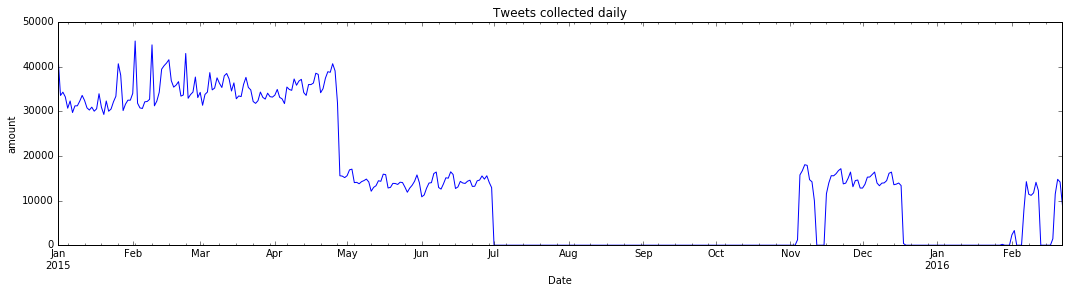 Tweets collected daily
50000
40000
30000
20000
10000
0
amount
Jan Feb Mar Apr May Jun Jul Aug Sep Oct Nov Dec Jan Feb
2015 2016
Date